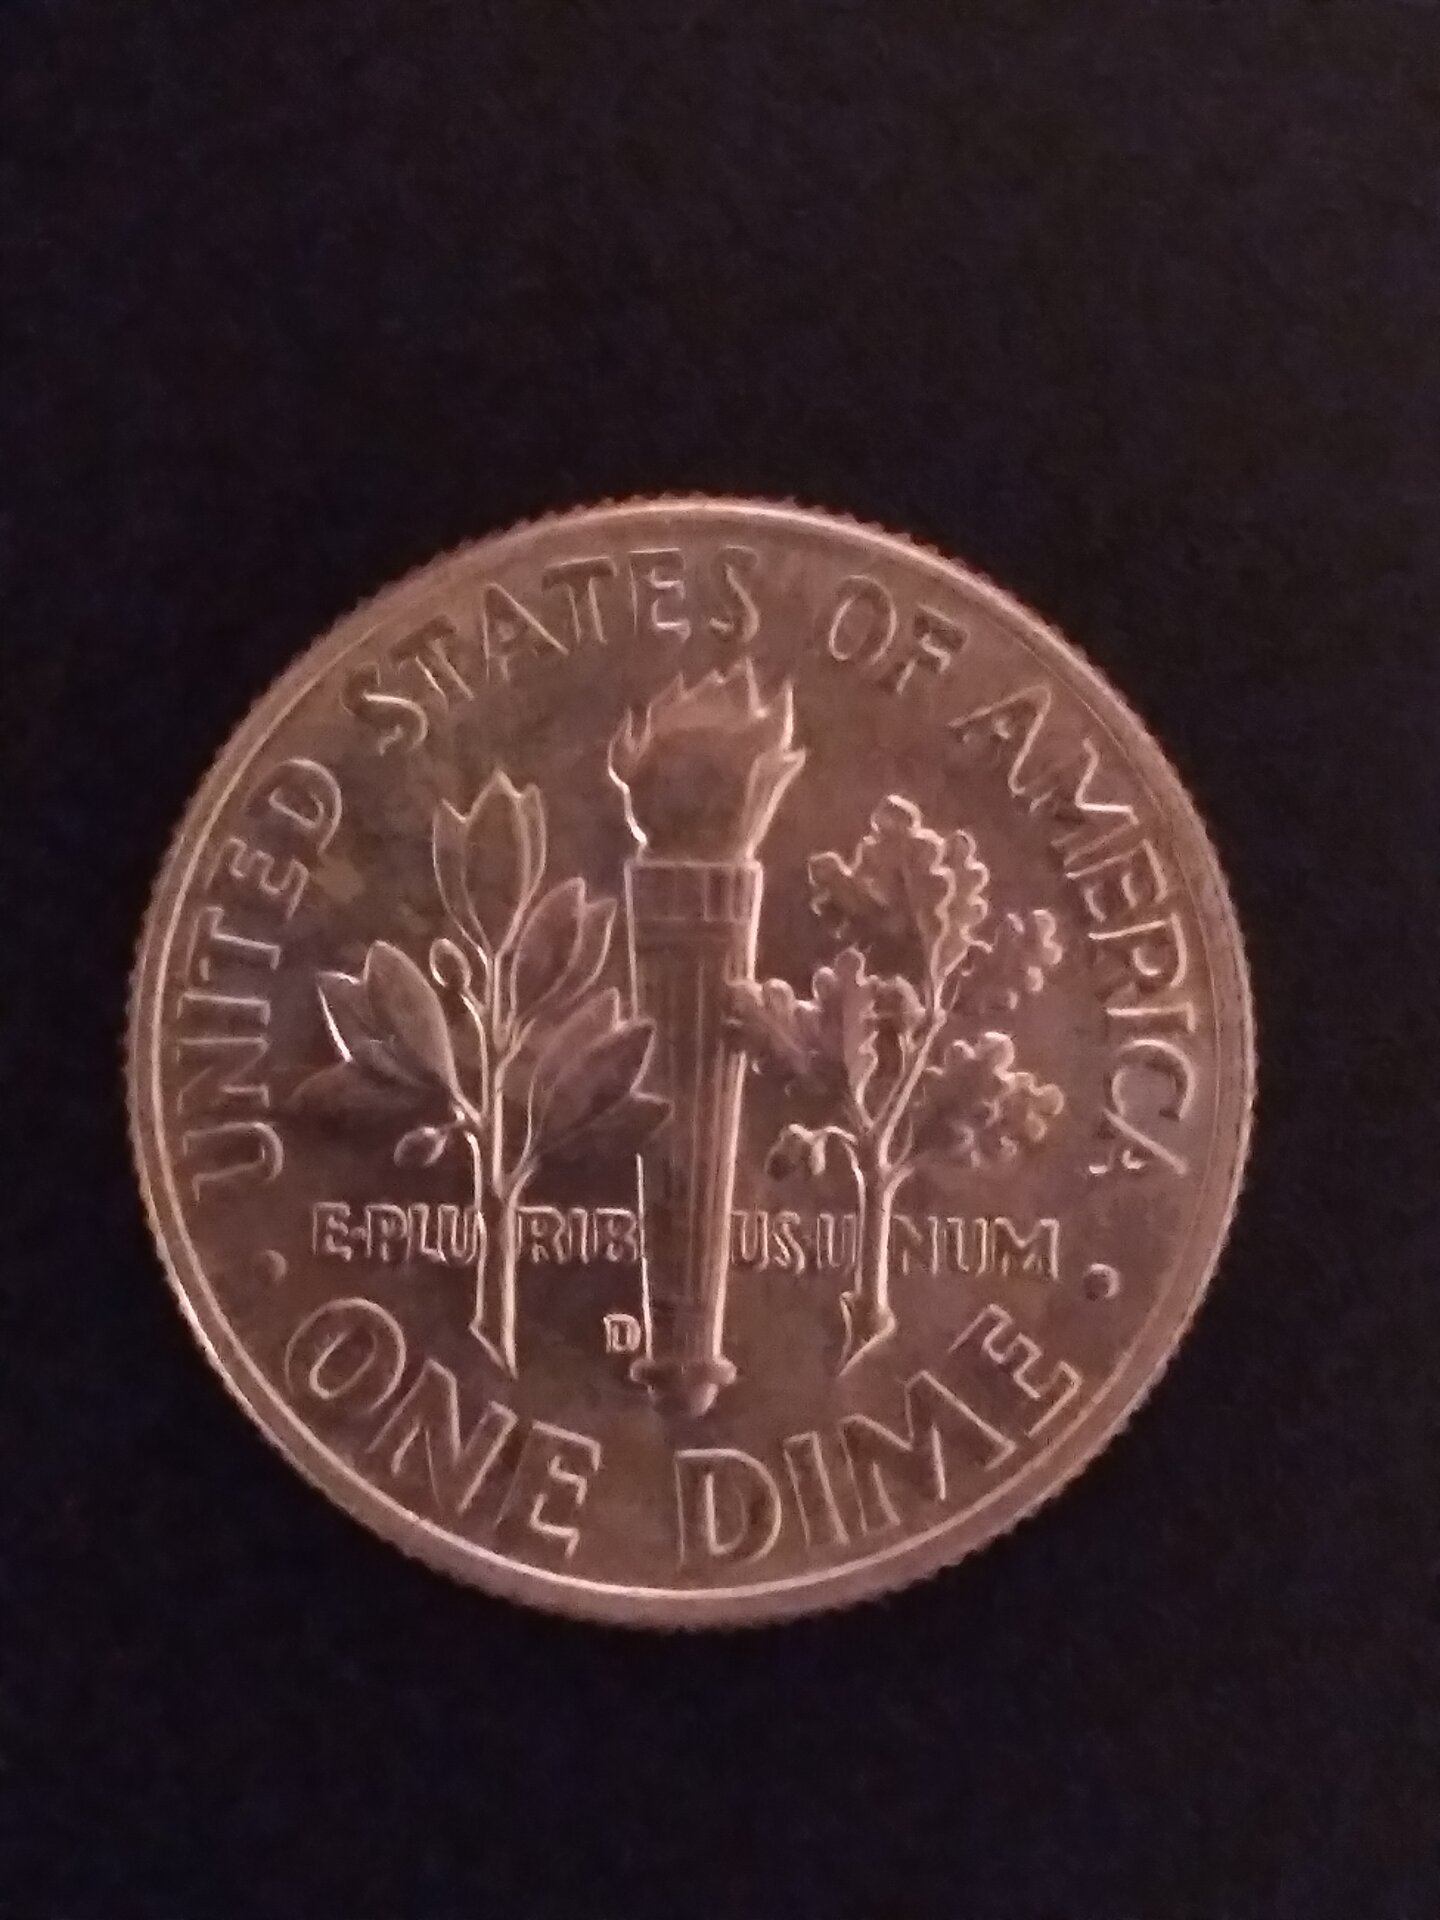 UNITED STATES OF AMERICA
E·PLURIBUS·UNUM
D
ONE DIME